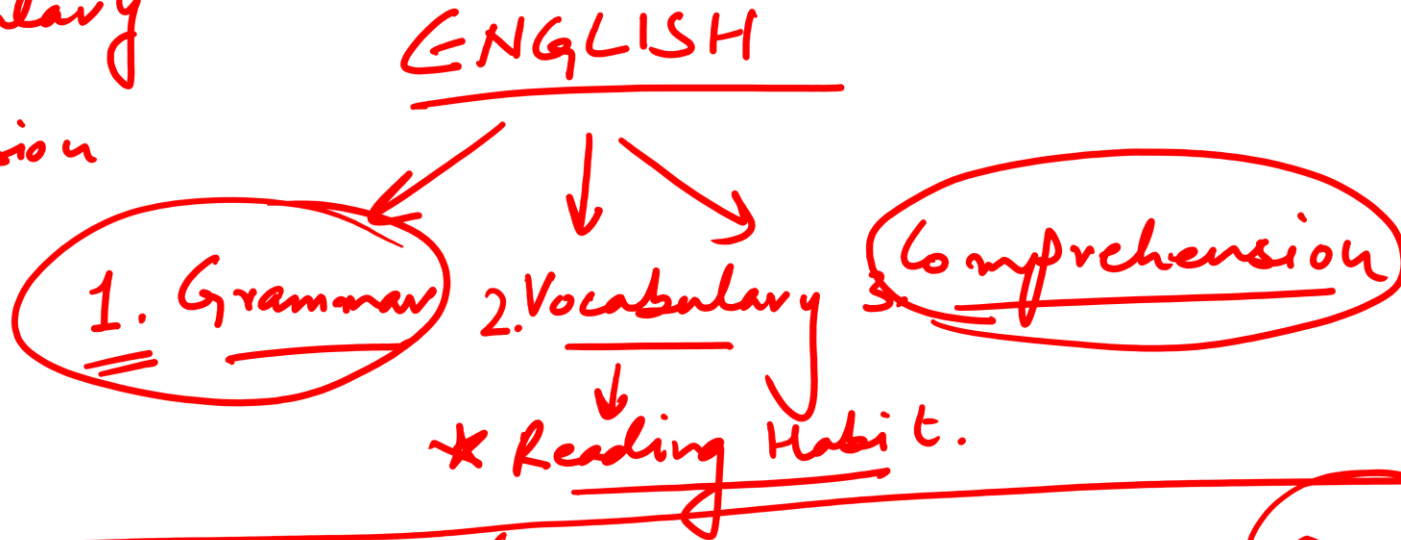 ENGLISH
1. Grammar 2. Vocabulary 3. Comprehension
* Reading Habit.